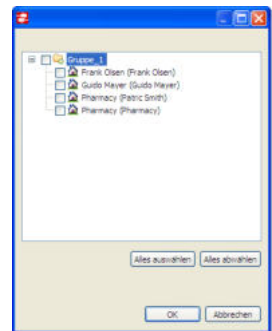 Gruppe_1
Frank Olsen (Frank Olsen)
Guido Mayer (Guido Mayer)
Pharmacy (Patric Smith)
Pharmacy (Pharmacy)
Alles auswählen Alles abwählen
OK Abbrechen